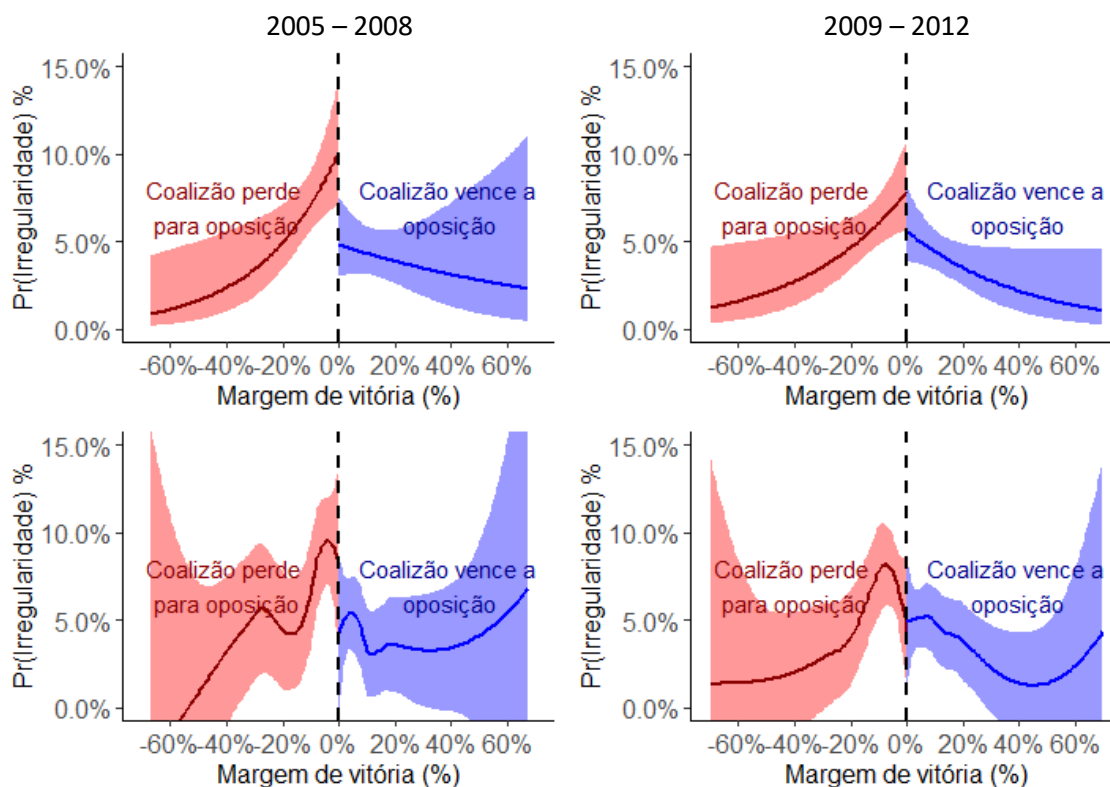 2005 – 2008
15.0%
10.0%
5.0%
0.0%
Pr(Irregularidade) %
Coalizão perde
para oposição
Coalizão vence a
oposição
-60%-40%-20% 0% 20% 40% 60%
Margem de vitória (%)
2009 – 2012
15.0%
10.0%
5.0%
0.0%
Pr(Irregularidade) %
Coalizão perde
para oposição
Coalizão vence a
oposição
-60%-40%-20% 0% 20% 40% 60%
Margem de vitória (%)
15.0%
10.0%
5.0%
0.0%
Pr(Irregularidade) %
Coalizão perde
para oposição
Coalizão vence a
oposição
-60%-40%-20% 0% 20% 40% 60%
Margem de vitória (%)
15.0%
10.0%
5.0%
0.0%
Pr(Irregularidade) %
Coalizão perde
para oposição
Coalizão vence a
oposição
-60%-40%-20% 0% 20% 40% 60%
Margem de vitória (%)